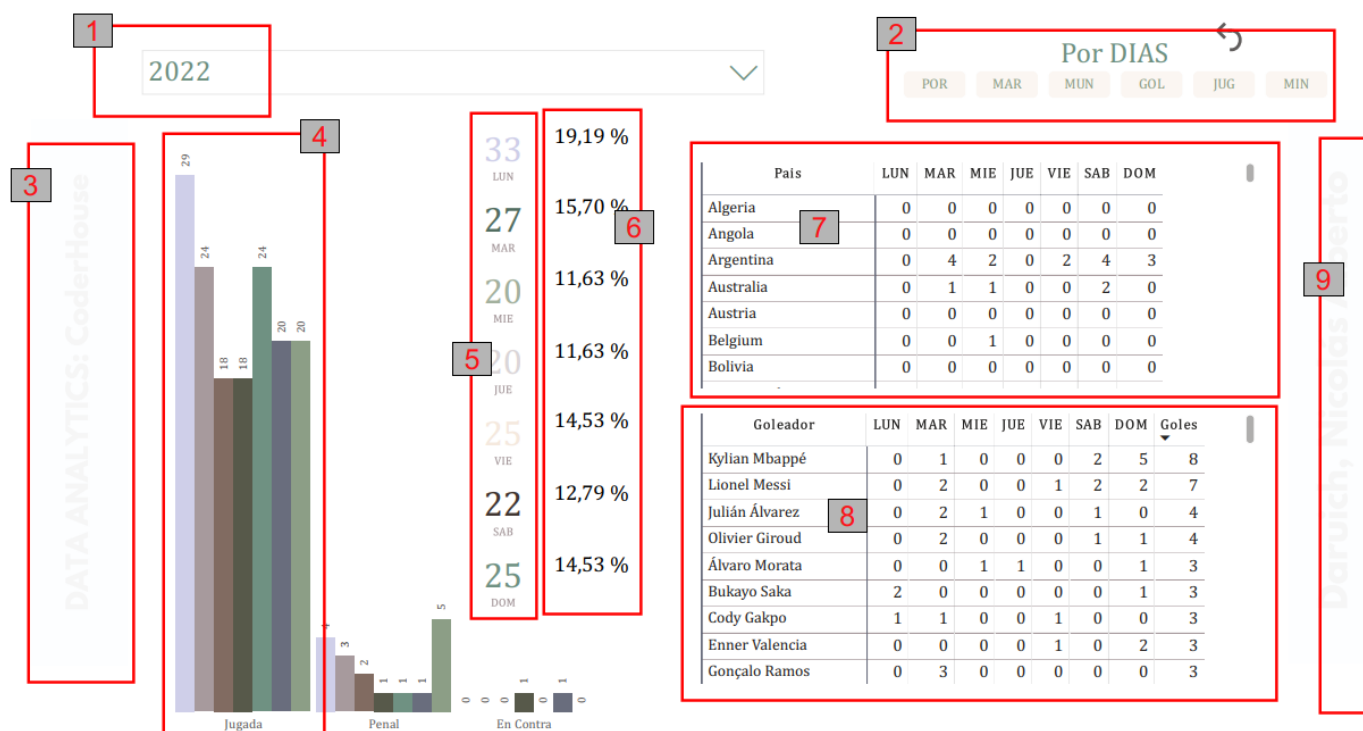 1
2022
2
Por DIAS
POR MAR MUN GOL JUG MIN
3
DATA ANALYTICS: CoderHouse
4
29
24
18
18
24
20
20
Jugada
4
3
2
1
1
1
5
Penal
0
0
0
1
0
1
0
En Contra
5
33
LUN
27
MAR
20
MIE
20
JUE
25
VIE
22
SAB
25
DOM
6
19,19 %
15,70 %
11,63 %
11,63 %
14,53 %
12,79 %
14,53 %
7
Pais LUN MAR MIE JUE VIE SAB DOM
Algeria 0 0 0 0 0 0 0
Angola 0 0 0 0 0 0 0
Argentina 0 4 2 0 2 4 3
Australia 0 1 1 0 0 2 0
Austria 0 0 0 0 0 0 0
Belgium 0 0 1 0 0 0 0
Bolivia 0 0 0 0 0 0 0
8
Goleador LUN MAR MIE JUE VIE SAB DOM Goles
Kylian Mbappé 0 1 0 0 0 2 5 8
Lionel Messi 0 2 0 0 1 2 2 7
Julián Álvarez 0 2 1 0 0 1 0 4
Olivier Giroud 0 2 0 0 0 1 1 4
Álvaro Morata 0 0 1 1 0 0 1 3
Bukayo Saka 2 0 0 0 0 0 1 3
Cody Gakpo 1 1 0 0 1 0 0 3
Enner Valencia 0 0 0 0 1 0 2 3
Gonçalo Ramos 0 3 0 0 0 0 0 3
9
Daruich, Nicolás Alberto